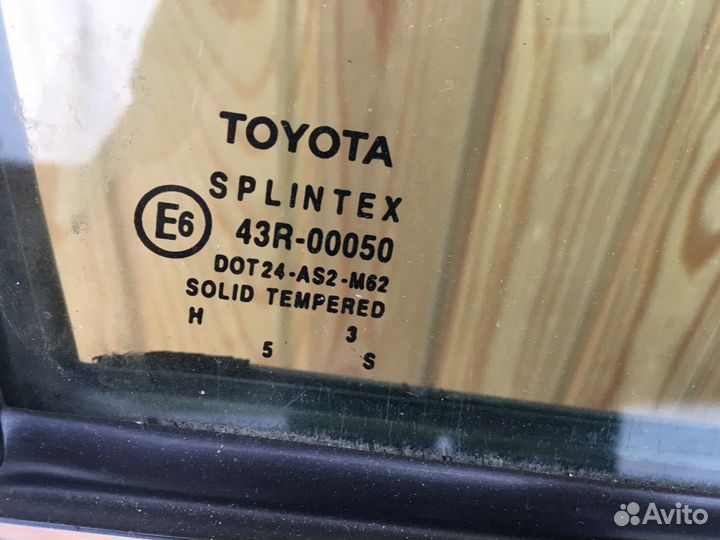 TOYOTA
SPLINTEX
E6 43R-00050
DOT24-AS2-M62
SOLID TEMPERED
H 3
5 S
Avito